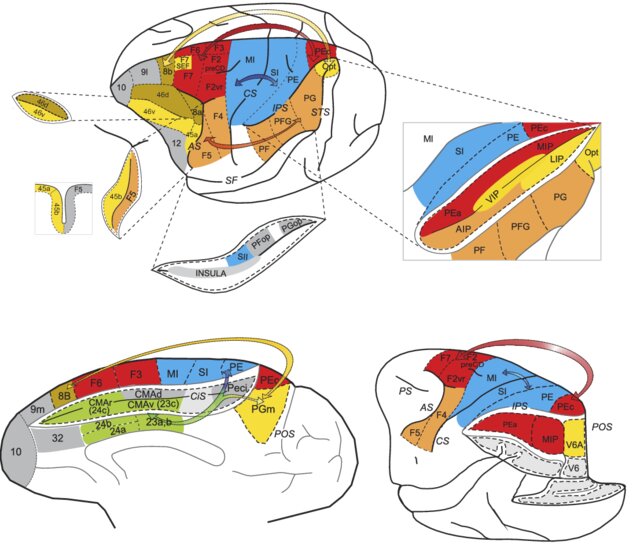 F6
F3
F7
F2
preCD
8b
F7
SEF
9l
10
MI
SI
PE
PEc
Opt
46d
F2vr
46v
8a
45a
CS
IPS
PG
F4
PFG
STS
12
AS
F5
PF
SF
46d
46v
45a
F5
45b
45b
F5
SII
PFop
PGop
INSULA
MI
SI
PE
PEc
MIP
LIP
Opt
VIP
PG
PEa
AIP
PFG
PF
8B
F6
F3
MI
SI
PE
PEc
9m
CMAr
(24c)
CMAd
CMAv (23c)
CiS
Peci
PGm
24b
24a
23a,b
32
10
POS
F7
F2
preCD
F2vr
MI
PS
SI
PE
AS
F4
IPS
PEc
POS
F5
CS
PEa
MIP
V6A
V6